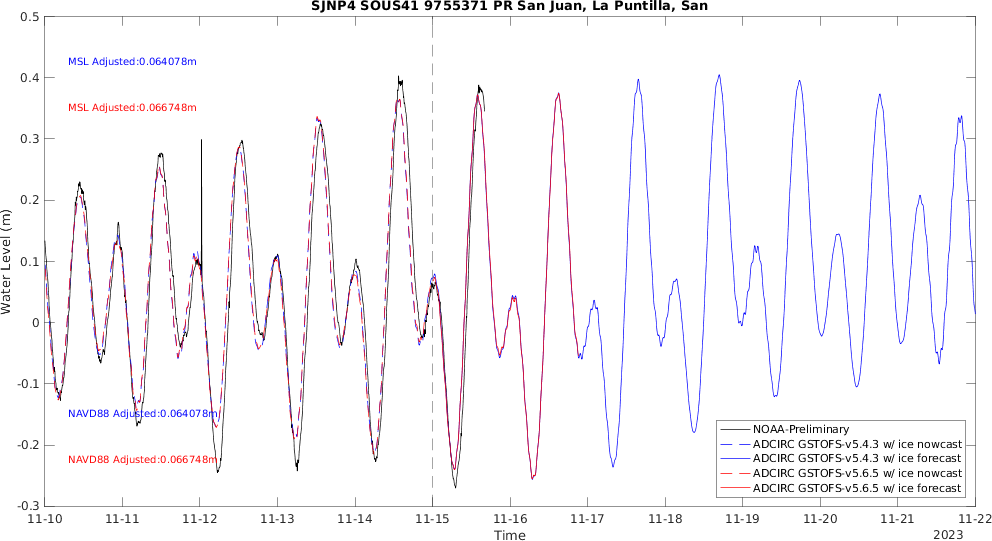 SJNP4 SOUS41 9755371 PR San Juan, La Puntilla, San
0.5
0.4
0.3
0.2
0.1
0
-0.1
-0.2
-0.3
Water Level (m)
MSL Adjusted:0.064078m
MSL Adjusted:0.066748m
NAVD88 Adjusted:0.064078m
NAVD88 Adjusted:0.066748m
NOAA-Preliminary
ADCIRC GSTOFS-v5.4.3 w/ ice nowcast
ADCIRC GSTOFS-v5.4.3 w/ ice forecast
ADCIRC GSTOFS-v5.6.5 w/ ice nowcast
ADCIRC GSTOFS-v5.6.5 w/ ice forecast
11-10 11-11 11-12 11-13 11-14 11-15 11-16 11-17 11-18 11-19 11-20 11-21 11-22
Time
2023